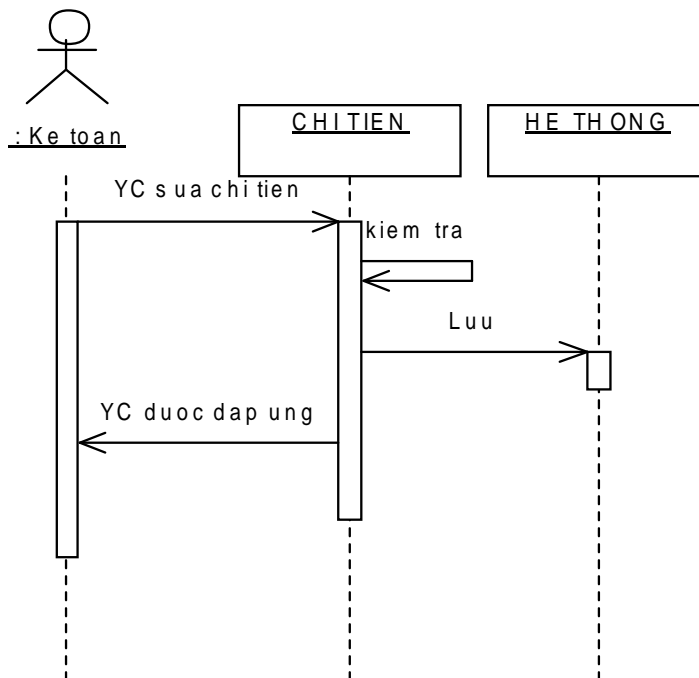 : Ke toan
CHI TIEN
HE THONG
YC sua chi tien
kiem tra
Luu
YC duoc dap ung